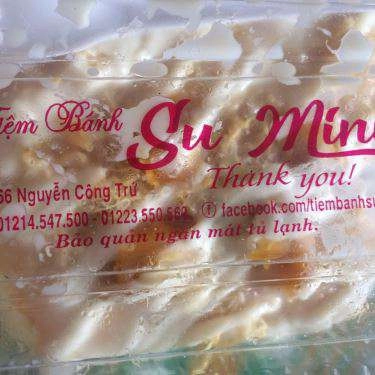 Tiệm Bánh Su Min
Thank you!
66 Nguyễn Công Trứ
01214.547.500 - 01223.550.562 facebook.com/tiembanhsu
Bảo quản ngăn mát tủ lạnh.